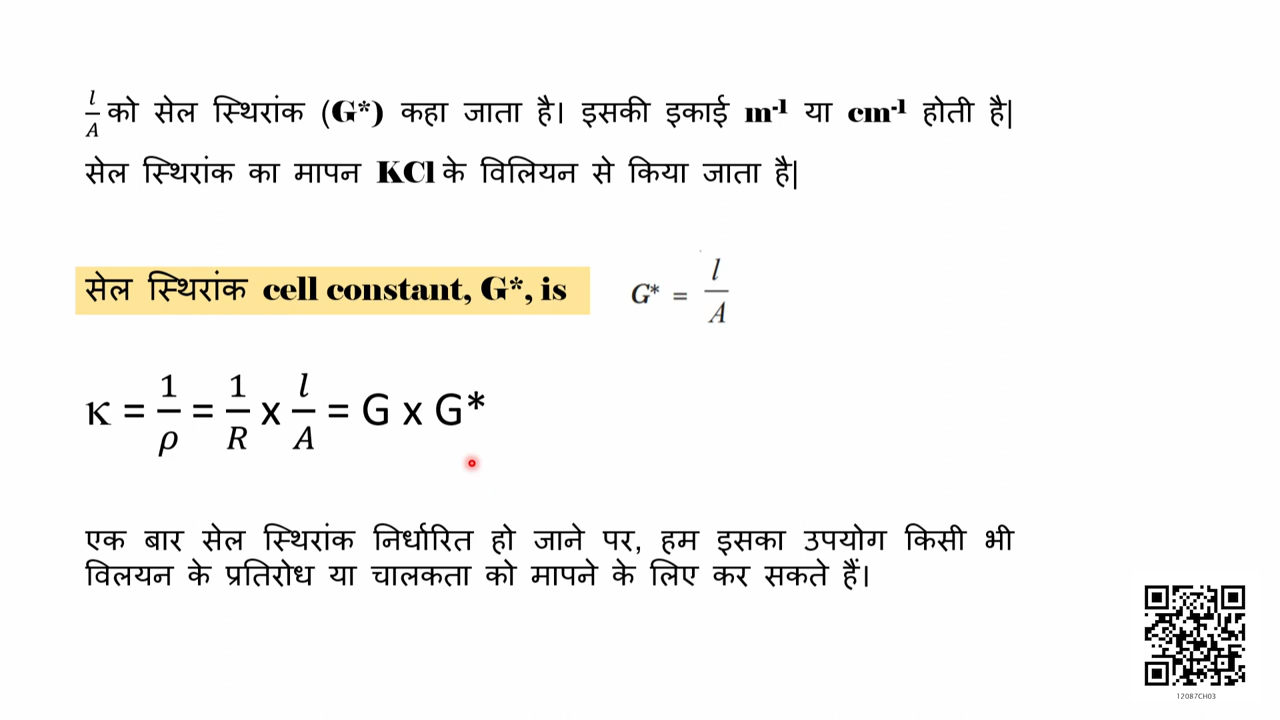 l/A को सेल स्थिरांक (G*) कहा जाता है। इसकी इकाई m⁻¹ या cm⁻¹ होती है|
सेल स्थिरांक का मापन KCl के विलियन से किया जाता है|
सेल स्थिरांक cell constant, G*, is G* = l/A
κ = 1/ρ = 1/R x l/A = G x G*
एक बार सेल स्थिरांक निर्धारित हो जाने पर, हम इसका उपयोग किसी भी
विलयन के प्रतिरोध या चालकता को मापने के लिए कर सकते हैं।
12087CH03